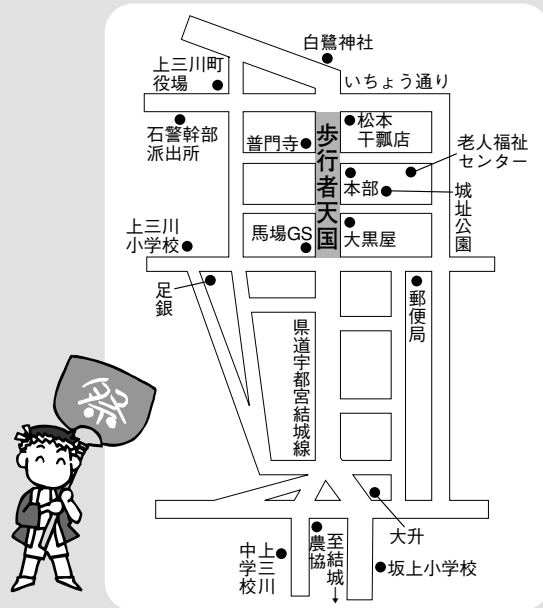 白鷺神社
上三川町
役場
いちょう通り
石警幹部
派出所
普門寺
歩行者天国
松本
干瓢店
老人福祉
センター
本部
城址公園
上三川
小学校
馬場GS
大黒屋
足銀
郵便局
県道宇都宮結城線
祭
大升
上三川
中学校
農協
至結城→
坂上小学校